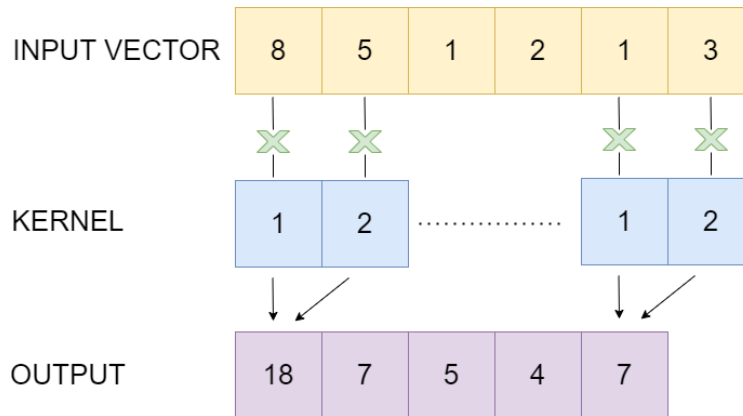 INPUT VECTOR 8 5 1 2 1 3
KERNEL 1 2 1 2
OUTPUT 18 7 5 4 7